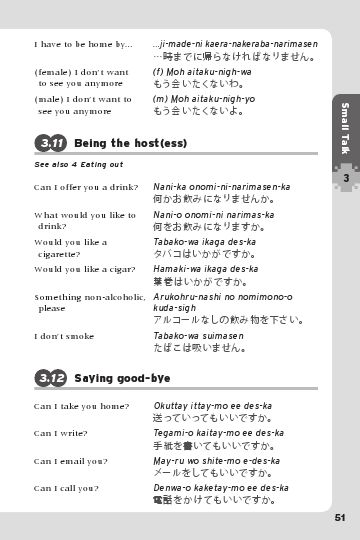 I have to be home by... ...ji-made-ni kaera-nakeraba-narimasen
…時までに帰らなければなりません。
(female) I don't want (f) Moh aitaku-nigh-wa
to see you anymore もう会いたくないわ。
(male) I don't want to (m) Moh aitaku-nigh-yo
see you anymore もう会いたくないよ。
3.11 Being the host(ess)
See also 4 Eating out
Can I offer you a drink? Nani-ka onomi-ni-narimasen-ka
何かお飲みになりませんか。
What would you like to Nani-o onomi-ni narimas-ka
drink? 何をお飲みになりますか。
Would you like a Tabako-wa ikaga des-ka
cigarette? タバコはいかがですか。
Would you like a cigar? Hamaki-wa ikaga des-ka
葉巻はいかがですか。
Something non-alcoholic, Arukohru-nashi no nomimono-o
please kuda-sigh
アルコールなしの飲み物を下さい。
I don't smoke Tabako-wa suimasen
たばこは吸いません。
3.12 Saying good-bye
Can I take you home? Okuttay ittay-mo ee des-ka
送っていってもいいですか。
Can I write? Tegami-o kaitay-mo ee des-ka
手紙を書いてもいいですか。
Can I email you? May-ru wo shite-mo e-des-ka
メールをしてもいいですか。
Can I call you? Denwa-o kaketay-mo ee des-ka
電話をかけてもいいですか。
Small Talk
3
51